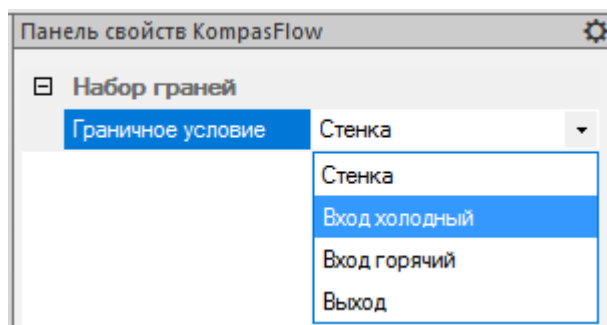 Панель свойств KompasFlow
Набор граней
Граничное условие Стенка
Стенка
Вход холодный
Вход горячий
Выход